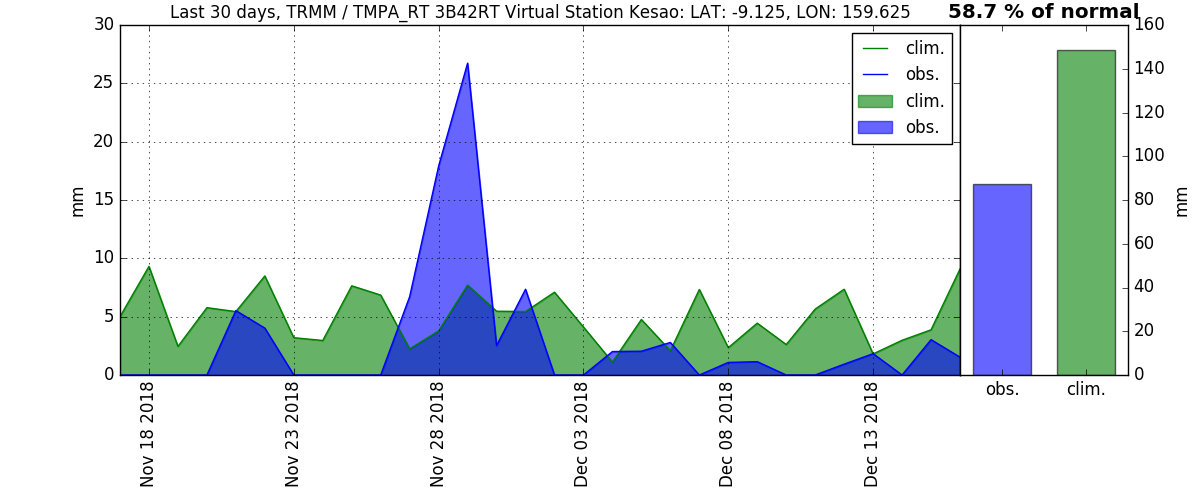 Last 30 days, TRMM / TMPA_RT 3B42RT Virtual Station Kesao: LAT: -9.125, LON: 159.625
58.7 % of normal
30
25
20
15
10
5
0
mm
clim.
obs.
clim.
obs.
Nov 18 2018
Nov 23 2018
Nov 28 2018
Dec 03 2018
Dec 08 2018
Dec 13 2018
160
140
120
100
80
60
40
20
0
mm
obs.
clim.